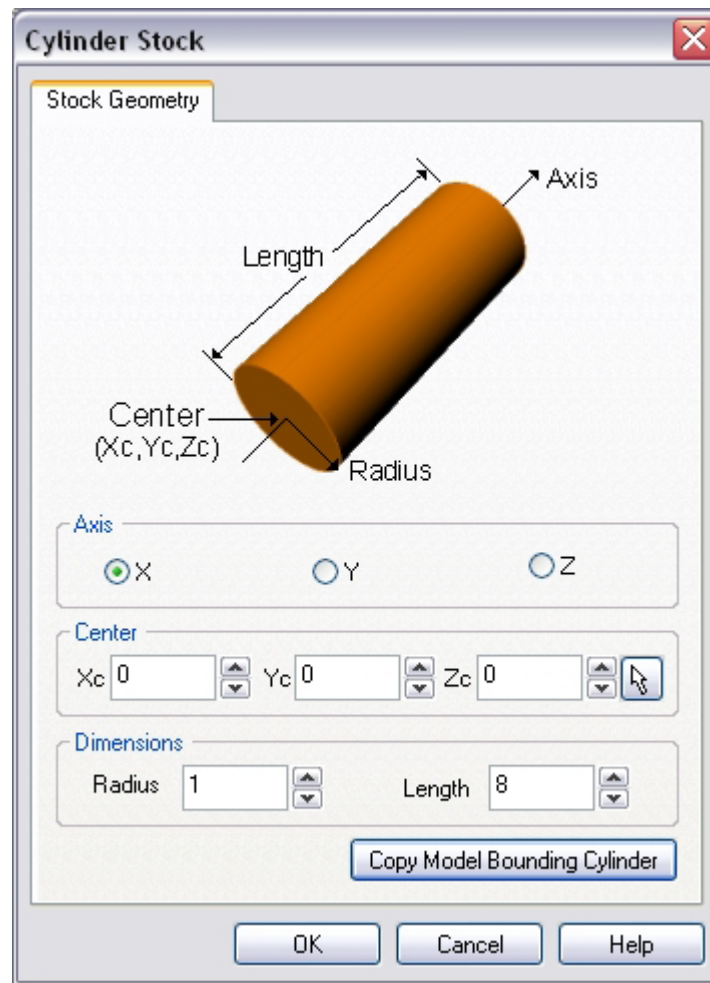 Cylinder Stock
Stock Geometry
Axis
Length
Center
(Xc,Yc,Zc)
Radius
Axis
X Y Z
Center
Xc 0 Yc 0 Zc 0
Dimensions
Radius 1 Length 8
Copy Model Bounding Cylinder
OK Cancel Help